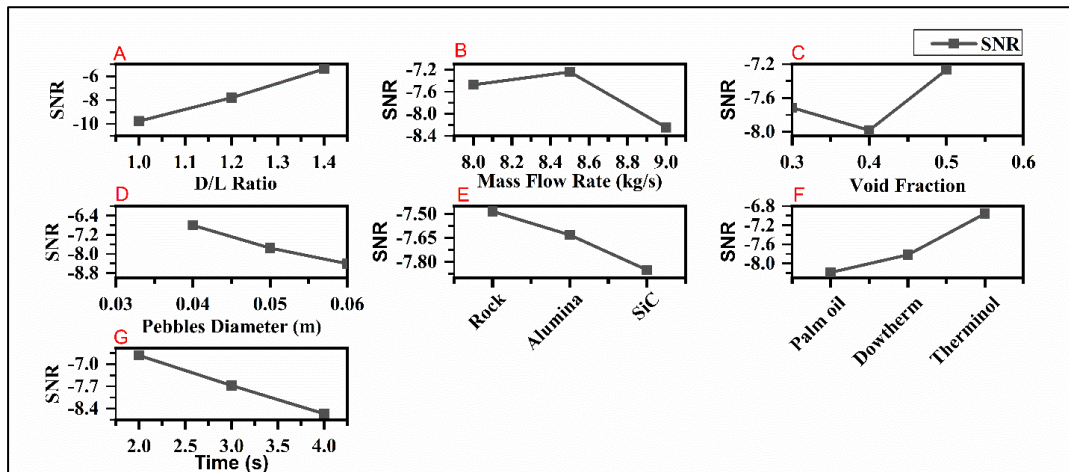 A
B
C
SNR
-6
-8
-10
SNR
1.0 1.1 1.2 1.3 1.4
D/L Ratio
-7.2
-7.6
-8.0
-8.4
SNR
8.0 8.2 8.4 8.6 8.8 9.0
Mass Flow Rate (kg/s)
-7.2
-7.6
-8.0
SNR
0.3 0.4 0.5 0.6
Void Fraction
D
E
F
-6.4
-7.2
-8.0
-8.8
SNR
0.03 0.04 0.05 0.06
Pebbles Diameter (m)
-7.50
-7.65
-7.80
SNR
Rock Alumina SiC
-6.8
-7.2
-7.6
-8.0
SNR
Palm oil Dowtherm Therminol
G
-7.0
-7.7
-8.4
SNR
2.0 2.5 3.0 3.5 4.0
Time (s)